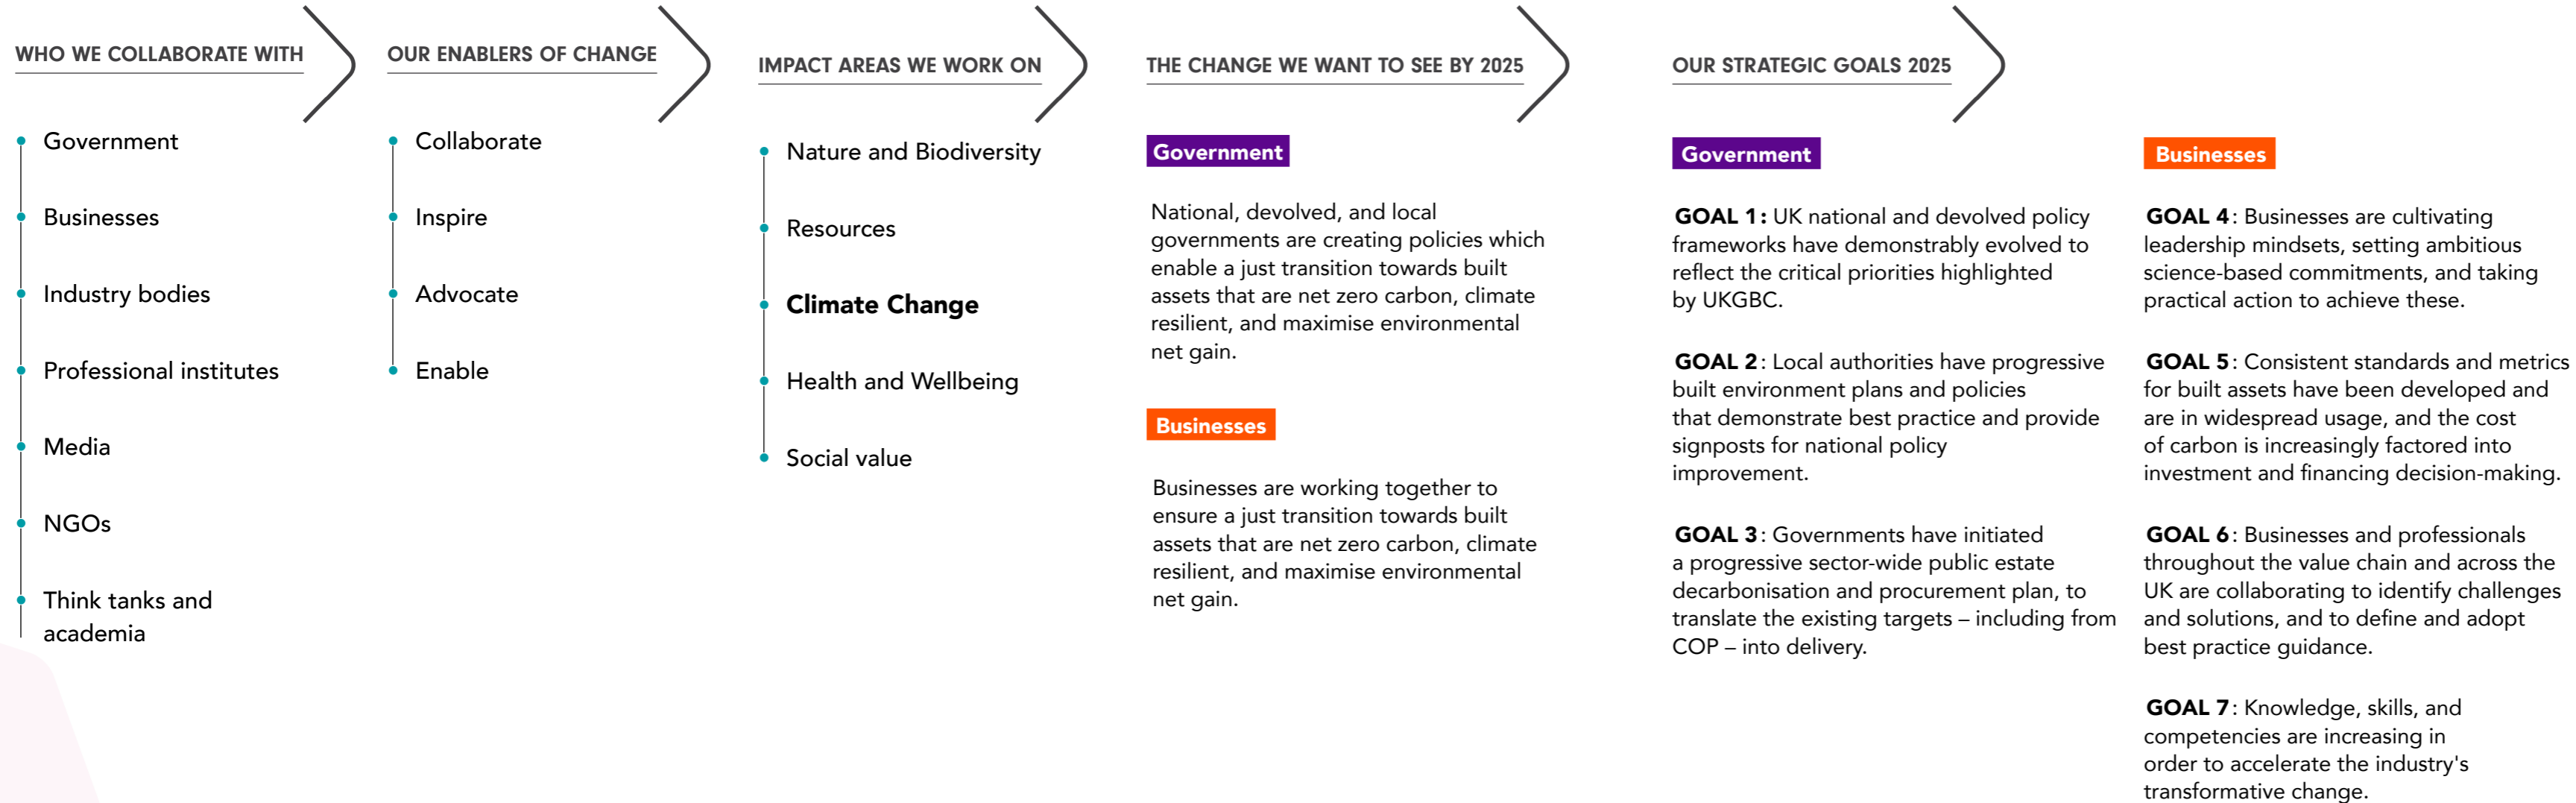 WHO WE COLLABORATE WITH
Government
Businesses
Industry bodies
Professional institutes
Media
NGOs
Think tanks and
academia
OUR ENABLERS OF CHANGE
Collaborate
Inspire
Advocate
Enable
IMPACT AREAS WE WORK ON
Nature and Biodiversity
Resources
Climate Change
Health and Wellbeing
Social value
THE CHANGE WE WANT TO SEE BY 2025
Government
National, devolved, and local
governments are creating policies which
enable a just transition towards built
assets that are net zero carbon, climate
resilient, and maximise environmental
net gain.
Businesses
Businesses are working together to
ensure a just transition towards built
assets that are net zero carbon, climate
resilient, and maximise environmental
net gain.
OUR STRATEGIC GOALS 2025
Government
GOAL 1: UK national and devolved policy
frameworks have demonstrably evolved to
reflect the critical priorities highlighted
by UKGBC.
GOAL 2: Local authorities have progressive
built environment plans and policies
that demonstrate best practice and provide
signposts for national policy
improvement.
GOAL 3: Governments have initiated
a progressive sector-wide public estate
decarbonisation and procurement plan, to
translate the existing targets – including from
COP – into delivery.
Businesses
GOAL 4: Businesses are cultivating
leadership mindsets, setting ambitious
science-based commitments, and taking
practical action to achieve these.
GOAL 5: Consistent standards and metrics
for built assets have been developed and
are in widespread usage, and the cost
of carbon is increasingly factored into
investment and financing decision-making.
GOAL 6: Businesses and professionals
throughout the value chain and across the
UK are collaborating to identify challenges
and solutions, and to define and adopt
best practice guidance.
GOAL 7: Knowledge, skills, and
competencies are increasing in
order to accelerate the industry's
transformative change.